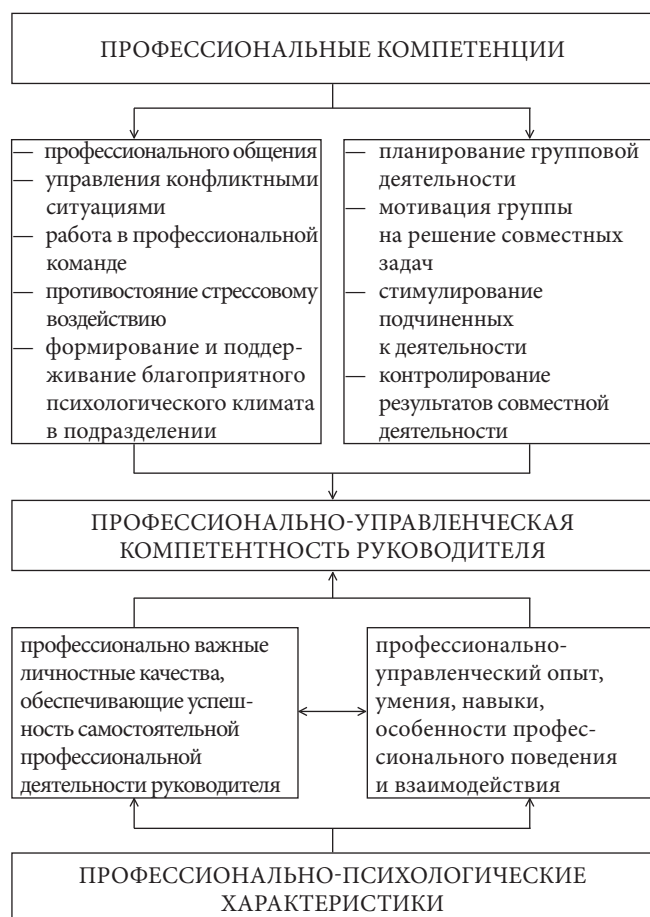 ПРОФЕССИОНАЛЬНЫЕ КОМПЕТЕНЦИИ
— профессионального общения
— управления конфликтными
ситуациями
— работа в профессиональной
команде
— противостояние стрессовому
воздействию
— формирование и поддер-
живание благоприятного
психологического климата
в подразделении
— планирование групповой
деятельности
— мотивация группы
на решение совместных
задач
— стимулирование
подчиненных
к деятельности
— контролирование
результатов совместной
деятельности
ПРОФЕССИОНАЛЬНО-УПРАВЛЕНЧЕСКАЯ
КОМПЕТЕНТНОСТЬ РУКОВОДИТЕЛЯ
профессионально важные
личностные качества,
обеспечивающие успеш-
ность самостоятельной
профессиональной
деятельности руководителя
профессионально-
управленческий опыт,
умения, навыки,
особенности профес-
сионального поведения
и взаимодействия
ПРОФЕССИОНАЛЬНО-ПСИХОЛОГИЧЕСКИЕ
ХАРАКТЕРИСТИКИ